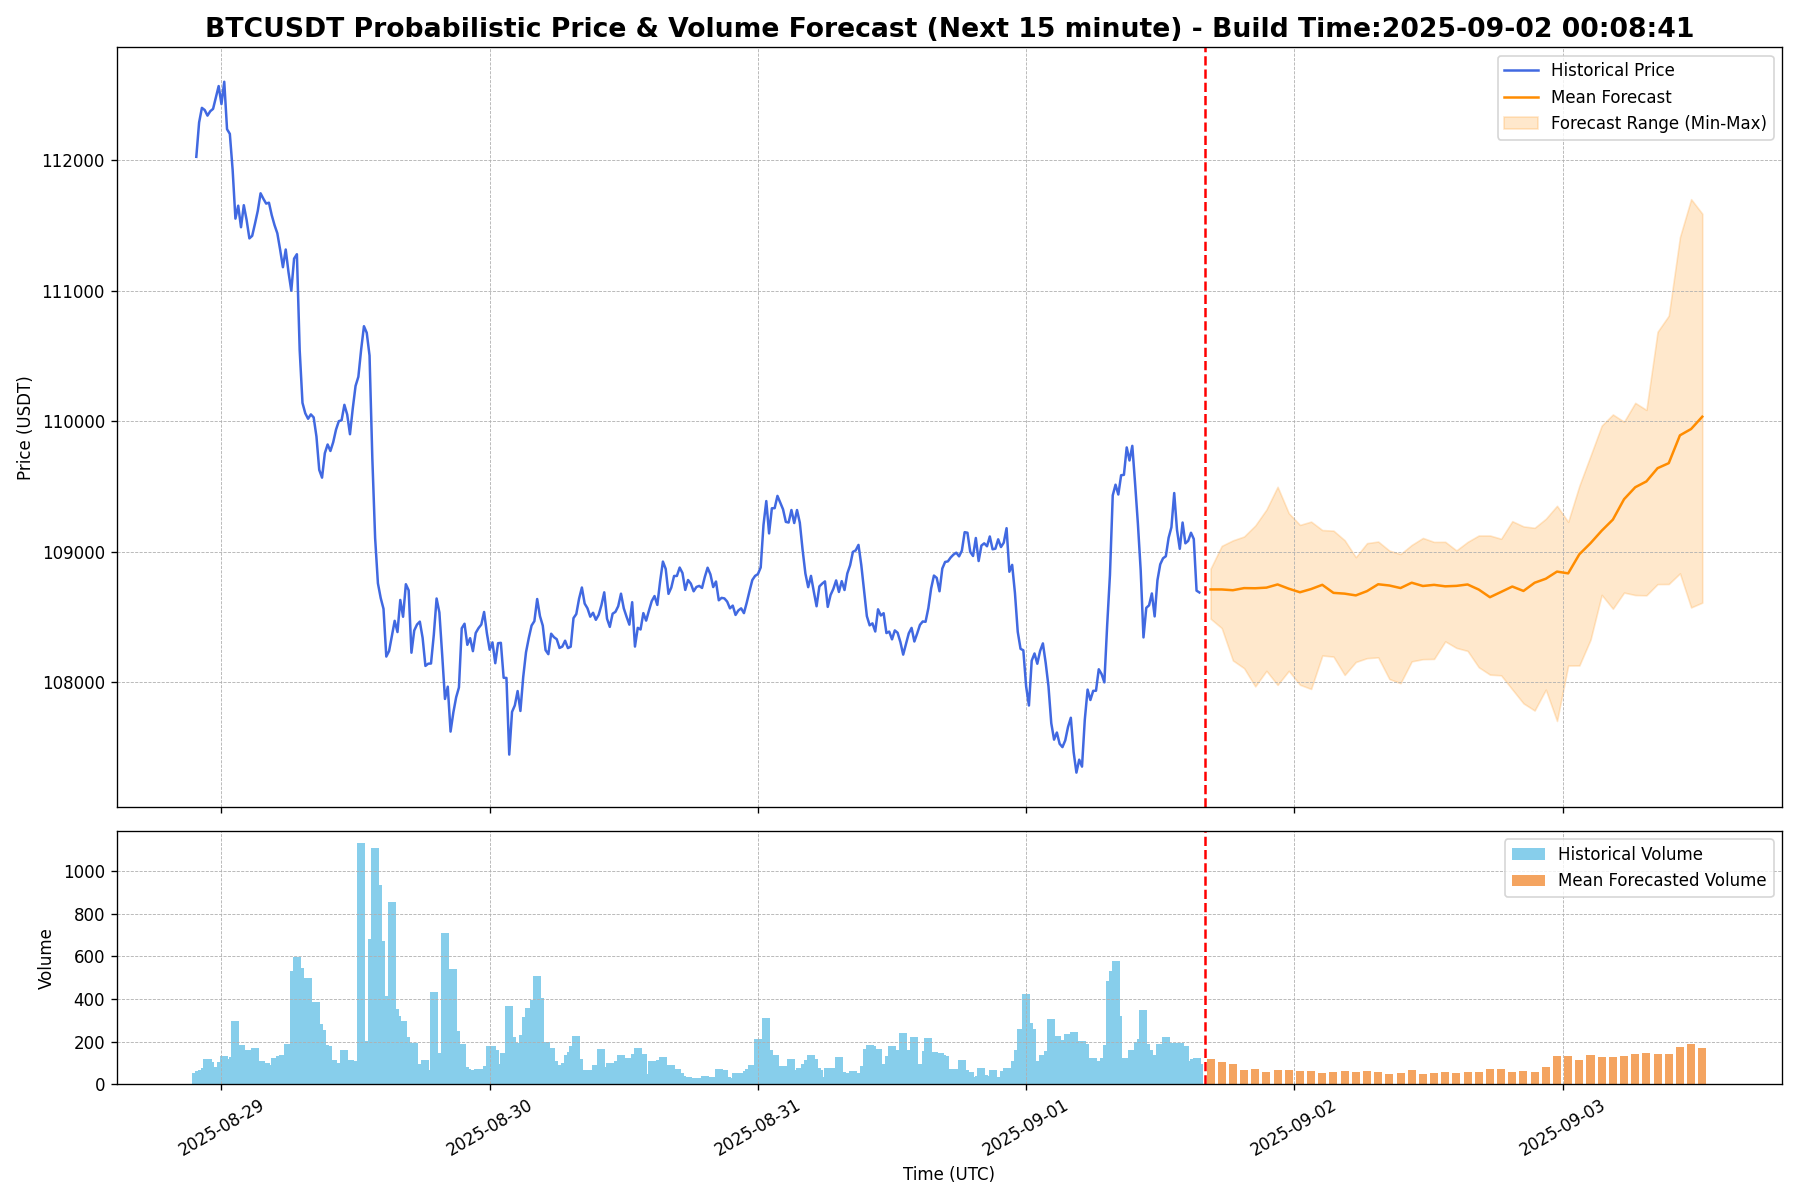 BTCUSDT Probabilistic Price & Volume Forecast (Next 15 minute) - Build Time:2025-09-02 00:08:41
Historical Price
Mean Forecast
Forecast Range (Min-Max)
112000
111000
110000
109000
108000
Price (USDT)
Historical Volume
Mean Forecasted Volume
1000
800
600
400
200
0
Volume
2025-08-29
2025-08-30
2025-08-31
2025-09-01
2025-09-02
2025-09-03
Time (UTC)